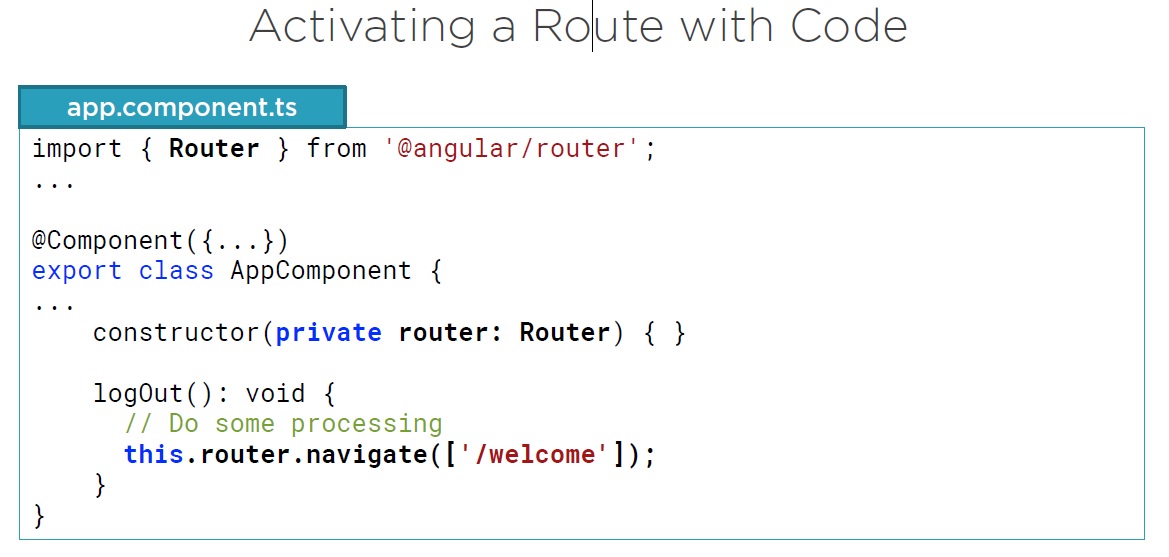 Activating a Route with Code
app.component.ts
import { Router } from '@angular/router';
...
@Component({...})
export class AppComponent {
...
    constructor(private router: Router) { }
    logOut(): void {
      // Do some processing
      this.router.navigate(['/welcome']);
    }
}